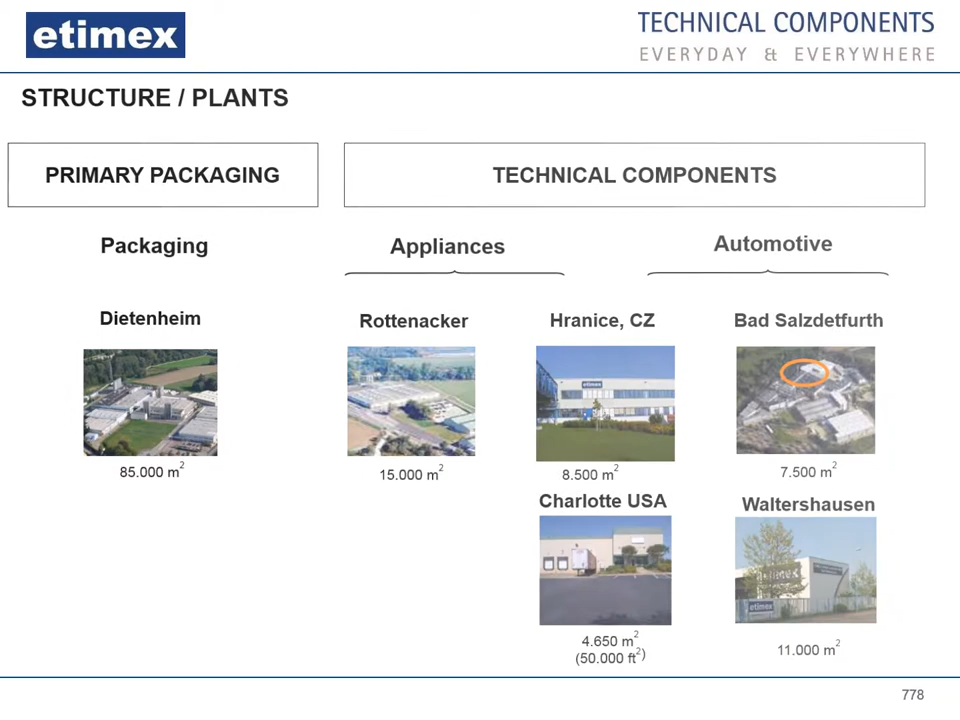 etimex
TECHNICAL COMPONENTS
EVERYDAY & EVERYWHERE
STRUCTURE / PLANTS
PRIMARY PACKAGING
TECHNICAL COMPONENTS
Packaging
Appliances
Automotive
Dietenheim
Rottenacker
Hranice, CZ
Bad Salzdetfurth
etimex
85.000 m²
15.000 m²
8.500 m²
7.500 m²
Charlotte USA
Waltershausen
etimex
4.650 m²
(50.000 ft²)
11.000 m²
778